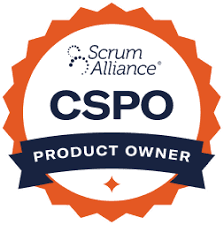 Scrum
Alliance®
CSPO
PRODUCT OWNER